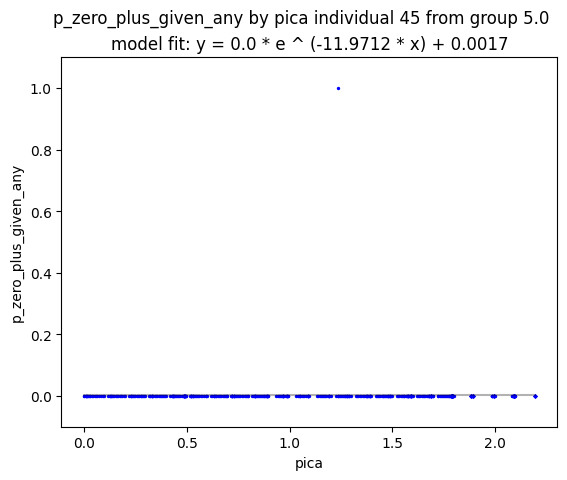 p_zero_plus_given_any by pica individual 45 from group 5.0
model fit: y = 0.0 * e ^ (-11.9712 * x) + 0.0017
1.0
0.8
0.6
0.4
0.2
0.0
p_zero_plus_given_any
0.0 0.5 1.0 1.5 2.0
pica